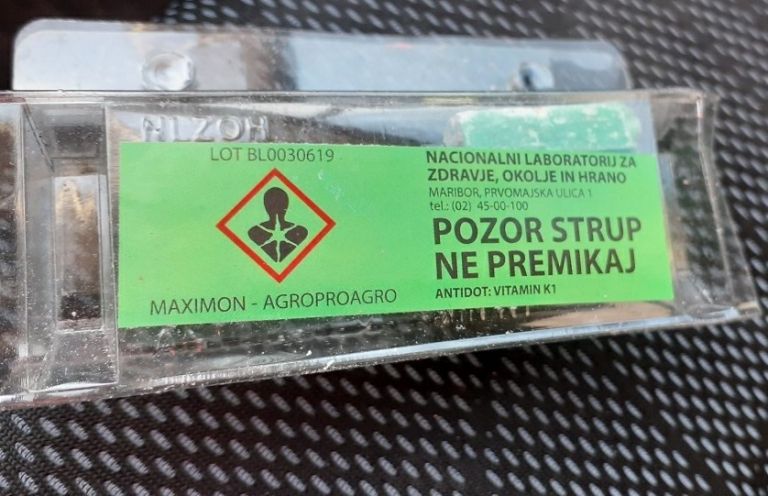 NLZOH
LOT BL0030619
MAXIMON - AGROPROAGRO
NACIONALNI LABORATORIJ ZA
ZDRAVJE, OKOLJE IN HRANO
MARIBOR, PRVOMAJSKA ULICA 1
tel.: (02) 45-00-100
POZOR STRUP
NE PREMIKAJ
ANTIDOT: VITAMIN K1